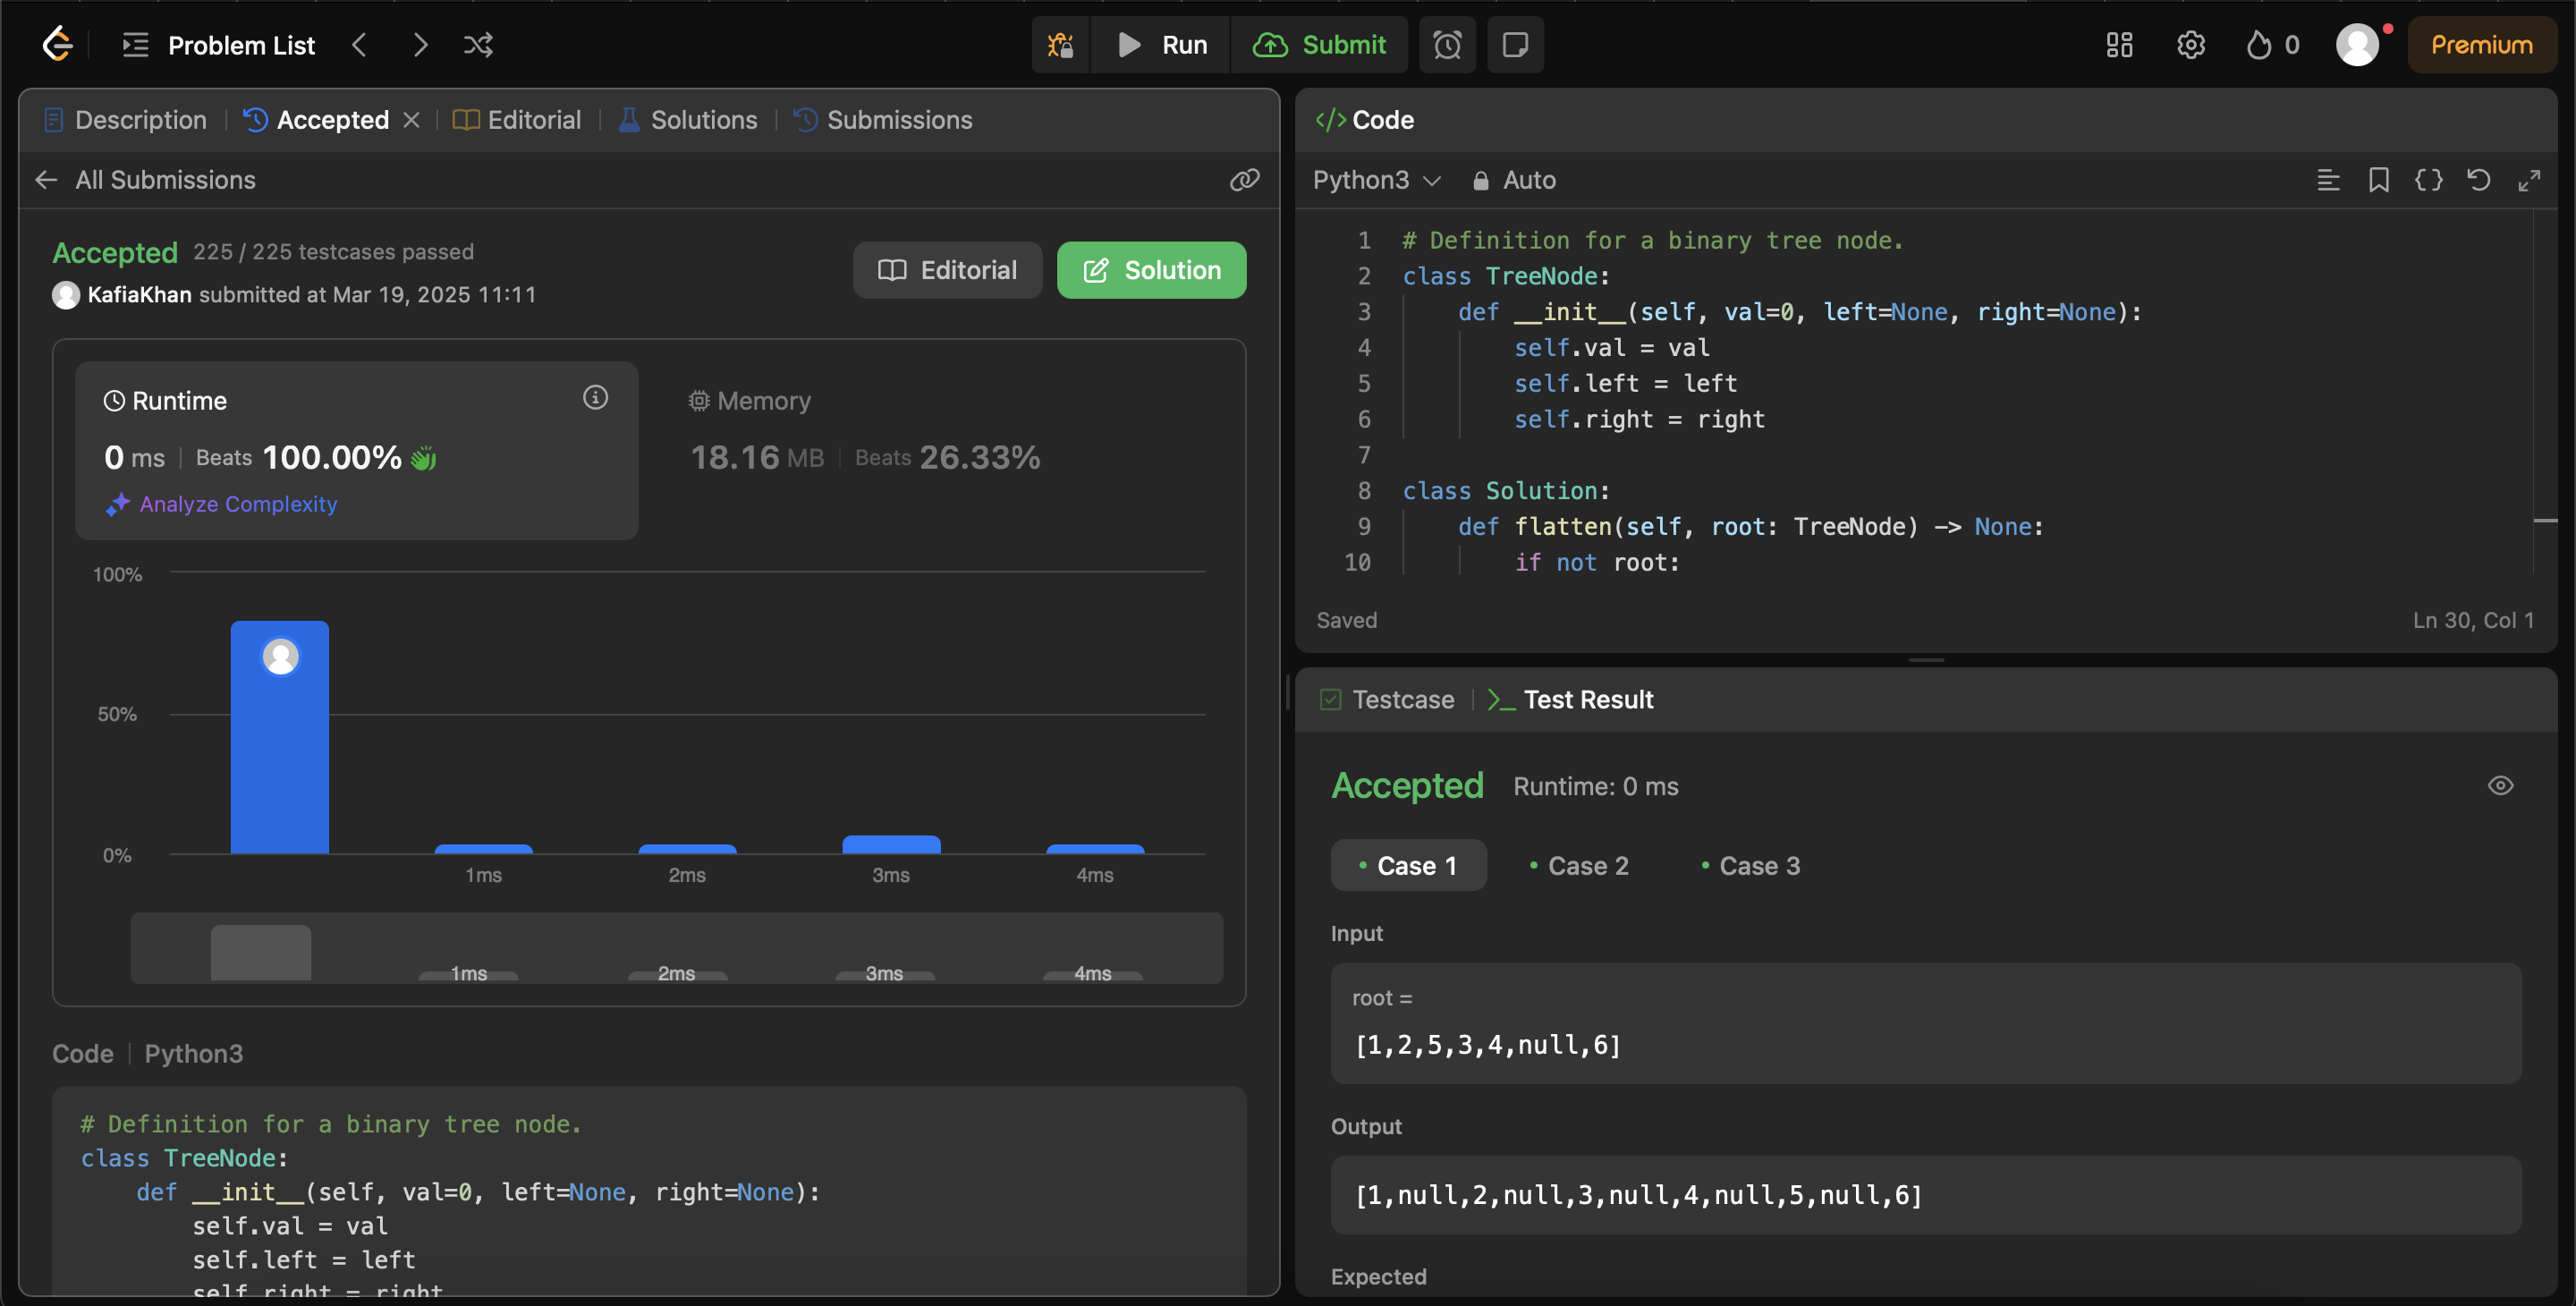 Problem List
Run
Submit
0
Premium
Description
Accepted
Editorial
Solutions
Submissions
All Submissions
Accepted 225 / 225 testcases passed
KafiaKhan submitted at Mar 19, 2025 11:11
Editorial
Solution
Runtime
0 ms Beats 100.00%
Analyze Complexity
Memory
18.16 MB Beats 26.33%
100%
50%
0%
1ms 2ms 3ms 4ms
1ms 2ms 3ms 4ms
Code Python3
# Definition for a binary tree node.
class TreeNode:
    def __init__(self, val=0, left=None, right=None):
        self.val = val
        self.left = left
        self.right = right
</> Code
Python3 Auto
1 # Definition for a binary tree node.
2 class TreeNode:
3     def __init__(self, val=0, left=None, right=None):
4         self.val = val
5         self.left = left
6         self.right = right
7
8 class Solution:
9     def flatten(self, root: TreeNode) -> None:
10         if not root:
Saved
Ln 30, Col 1
Testcase
Test Result
Accepted Runtime: 0 ms
Case 1 Case 2 Case 3
Input
root =
[1,2,5,3,4,null,6]
Output
[1,null,2,null,3,null,4,null,5,null,6]
Expected